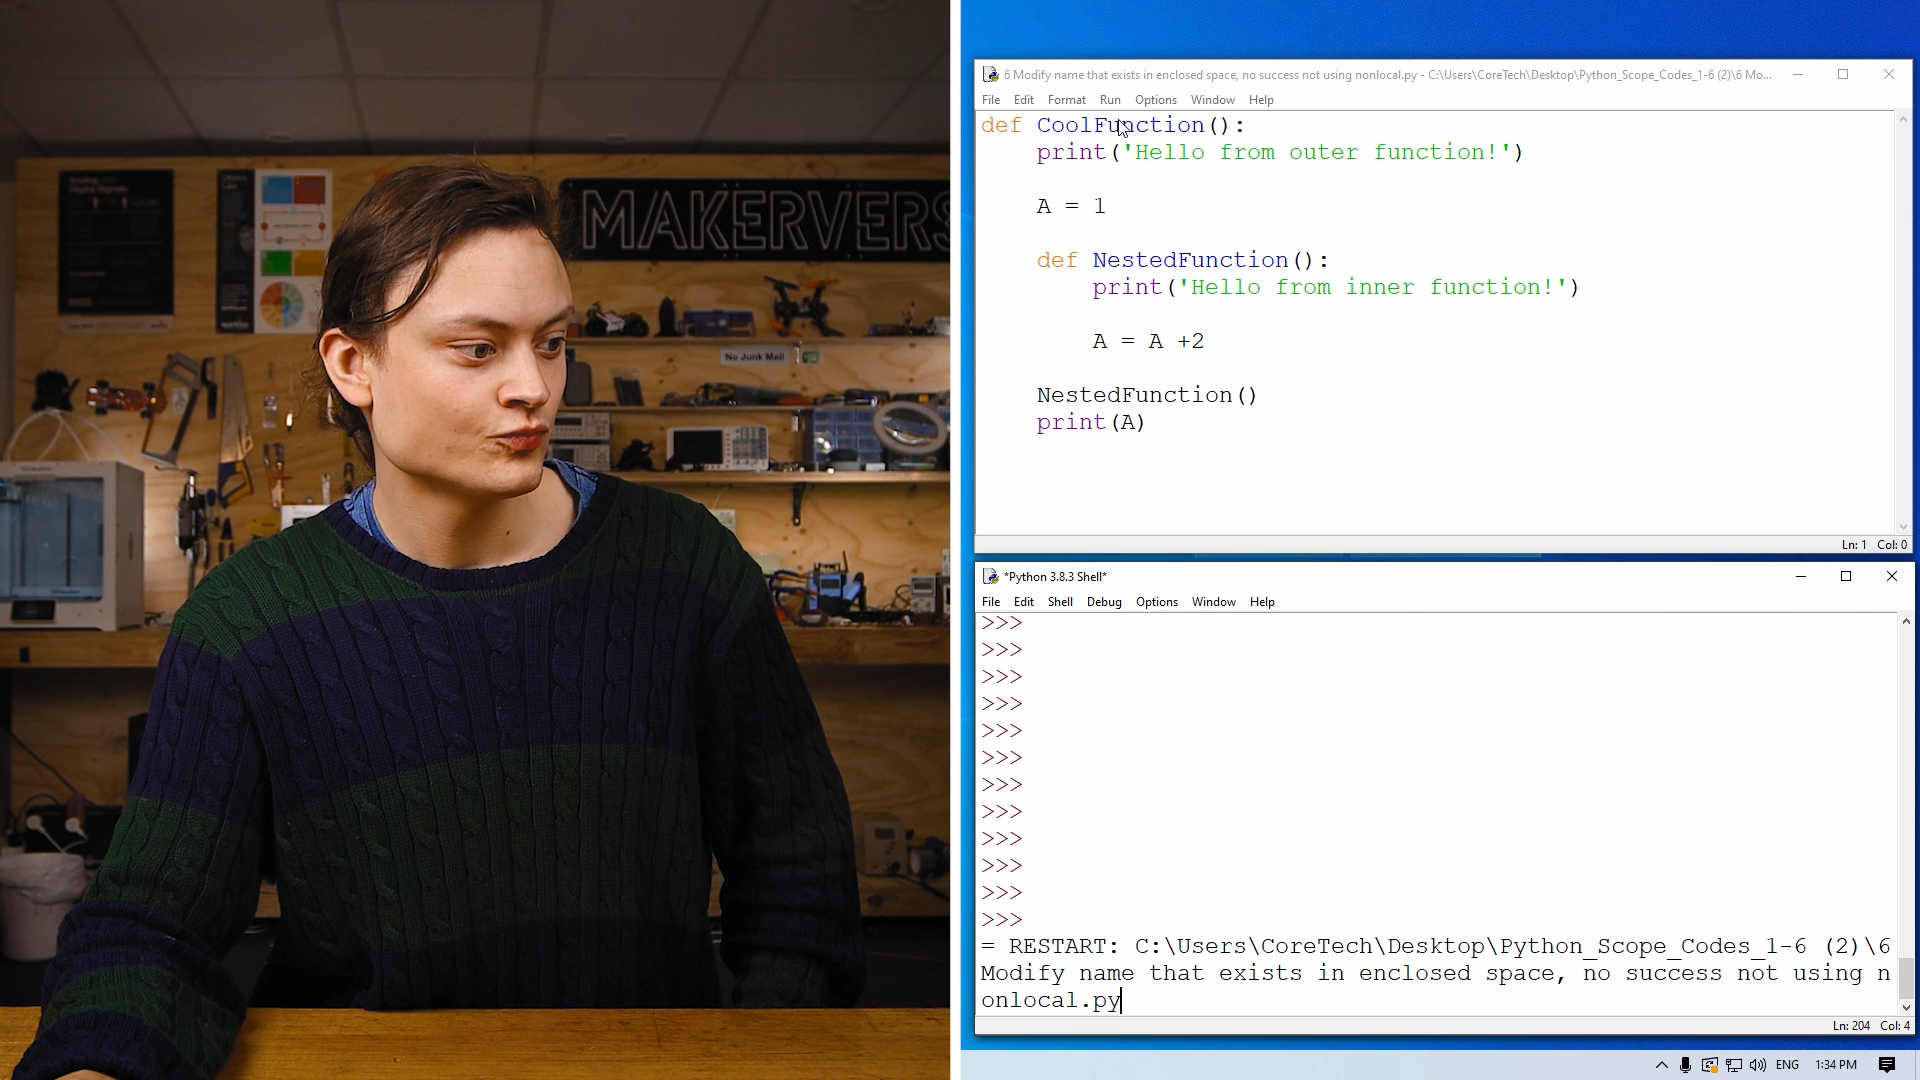 MAKERVERS
No Junk Mail
6 Modify name that exists in enclosed space, no success not using nonlocal.py - C:\Users\CoreTech\Desktop\Python_Scope_Codes_1-6 (2)\6 Mo...
File Edit Format Run Options Window Help
def CoolFunction():
print('Hello from outer function!')
A = 1
def NestedFunction():
print('Hello from inner function!')
A = A +2
NestedFunction()
print(A)
Ln: 1 Col: 0
*Python 3.8.3 Shell*
File Edit Shell Debug Options Window Help
>>>
>>>
>>>
>>>
>>>
>>>
>>>
>>>
>>>
>>>
>>>
>>>
= RESTART: C:\Users\CoreTech\Desktop\Python_Scope_Codes_1-6 (2)\6
Modify name that exists in enclosed space, no success not using n
onlocal.py
Ln: 204 Col: 4
ENG 1:34 PM